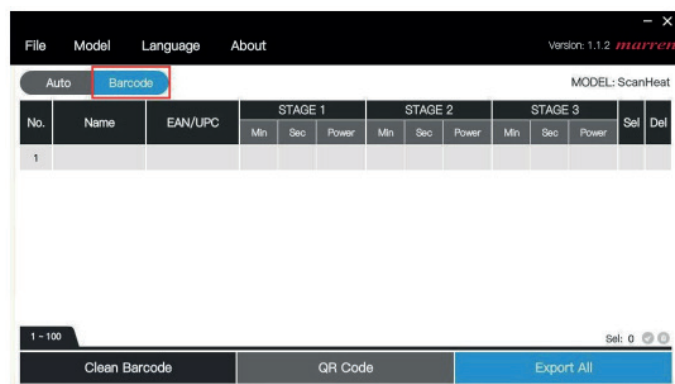 File Model Language About Version: 1.1.2 marren
Auto Barcode MODEL: ScanHeat
No. Name EAN/UPC STAGE 1 STAGE 2 STAGE 3 Sel Del
Min Sec Power Min Sec Power Min Sec Power
1
1-100 Sel: 0
Clean Barcode QR Code Export All